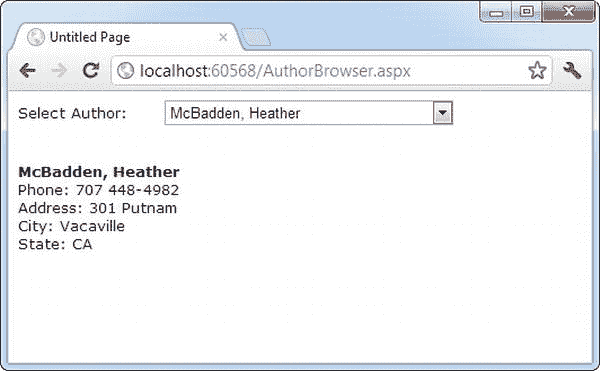 Untitled Page
localhost:60568/AuthorBrowser.aspx
Select Author: McBadden, Heather
McBadden, Heather
Phone: 707 448-4982
Address: 301 Putnam
City: Vacaville
State: CA